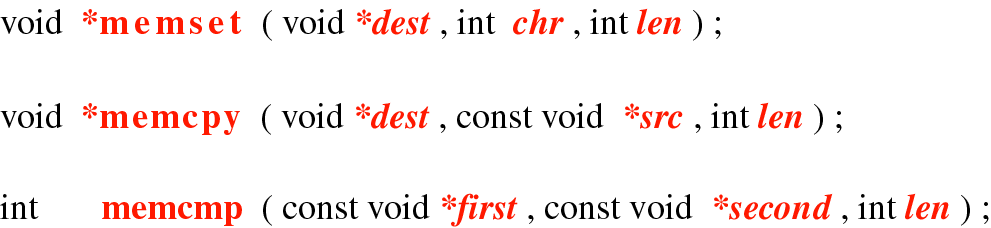 void *memset ( void *dest , int chr , int len ) ;
void *memcpy ( void *dest , const void *src , int len ) ;
int memcmp ( const void *first , const void *second , int len ) ;